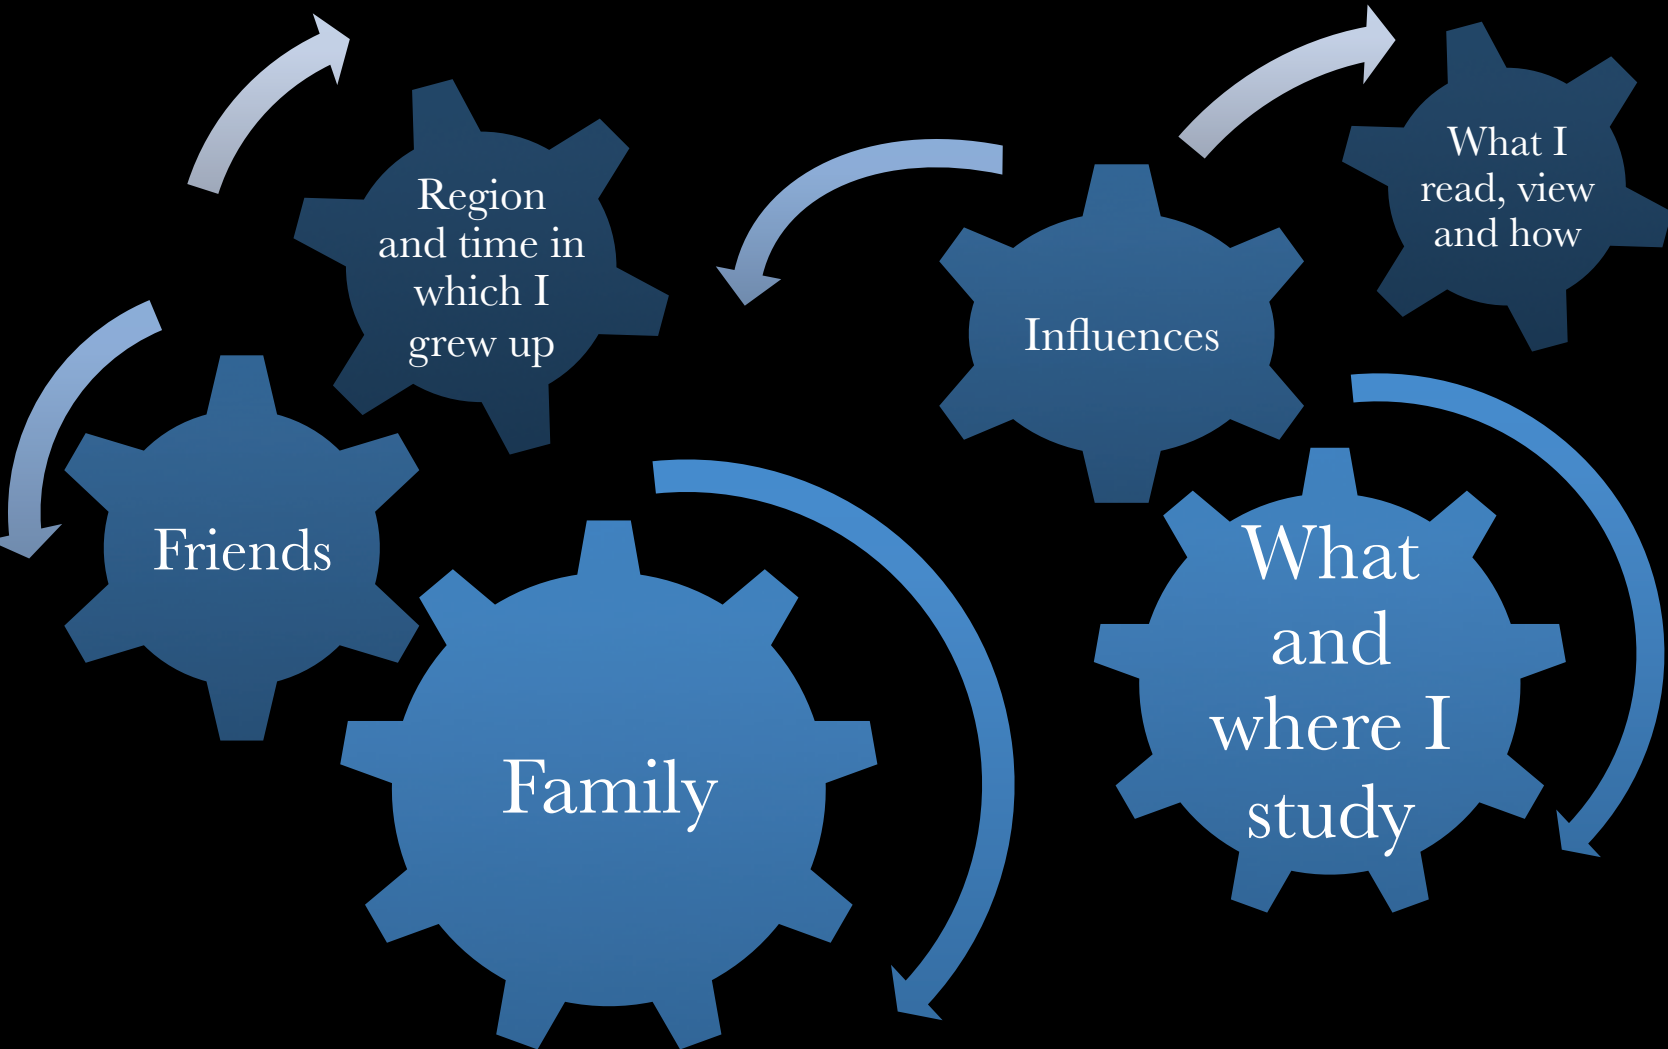 Region
and time in
which I
grew up
Friends
Family
What I
read, view
and how
Influences
What
and
where I
study